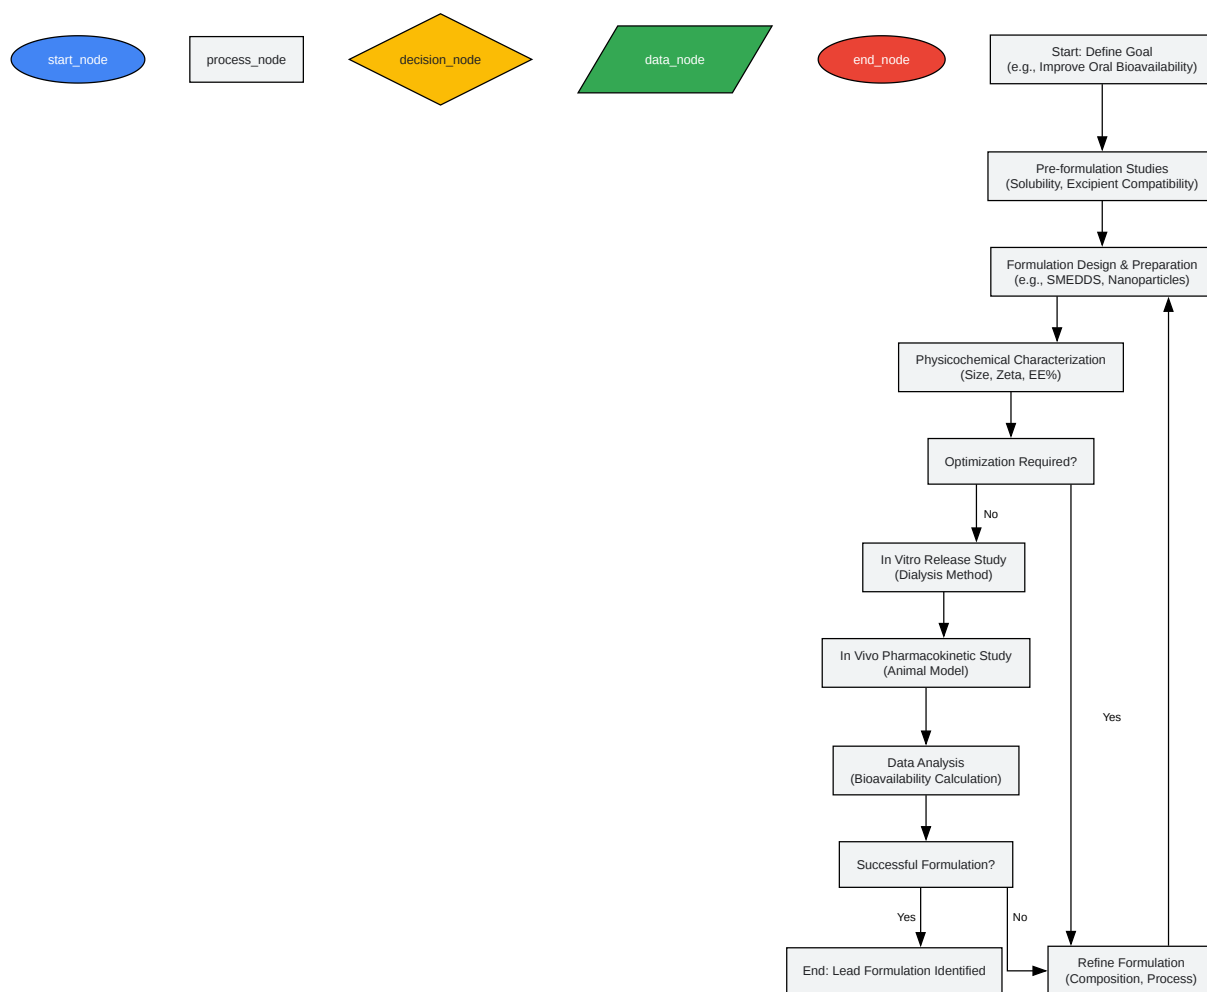 start_node
process_node
decision_node
data_node
end_node
Start: Define Goal
(e.g., Improve Oral Bioavailability)
Pre-formulation Studies
(Solubility, Excipient Compatibility)
Formulation Design & Preparation
(e.g., SMEDDS, Nanoparticles)
Physicochemical Characterization
(Size, Zeta, EE%)
Optimization Required?
No
In Vitro Release Study
(Dialysis Method)
In Vivo Pharmacokinetic Study
(Animal Model)
Yes
Data Analysis
(Bioavailability Calculation)
Successful Formulation?
Yes
No
End: Lead Formulation Identified
Refine Formulation
(Composition, Process)